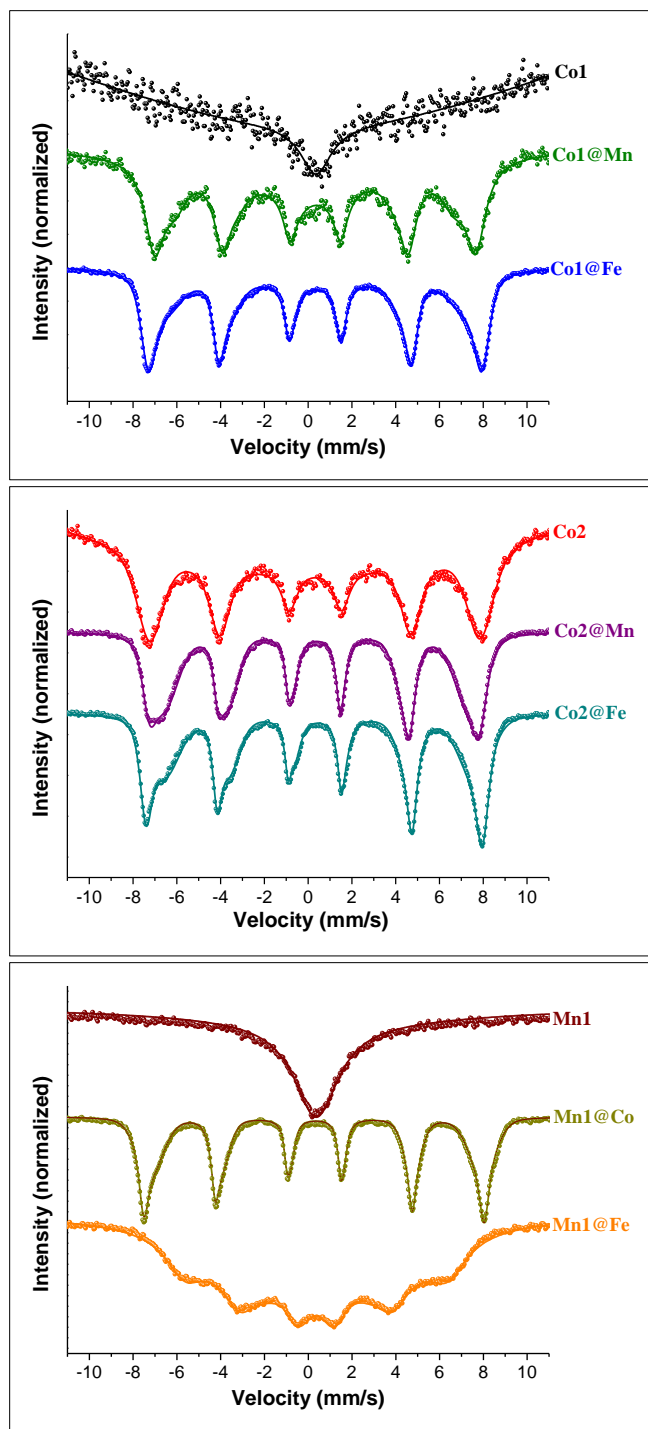 Co1
Co1@Mn
Co1@Fe
Intensity (normalized)
-10 -8 -6 -4 -2 0 2 4 6 8 10
Velocity (mm/s)
Co2
Co2@Mn
Co2@Fe
Intensity (normalized)
-10 -8 -6 -4 -2 0 2 4 6 8 10
Velocity (mm/s)
Mn1
Mn1@Co
Mn1@Fe
Intensity (normalized)
-10 -8 -6 -4 -2 0 2 4 6 8 10
Velocity (mm/s)